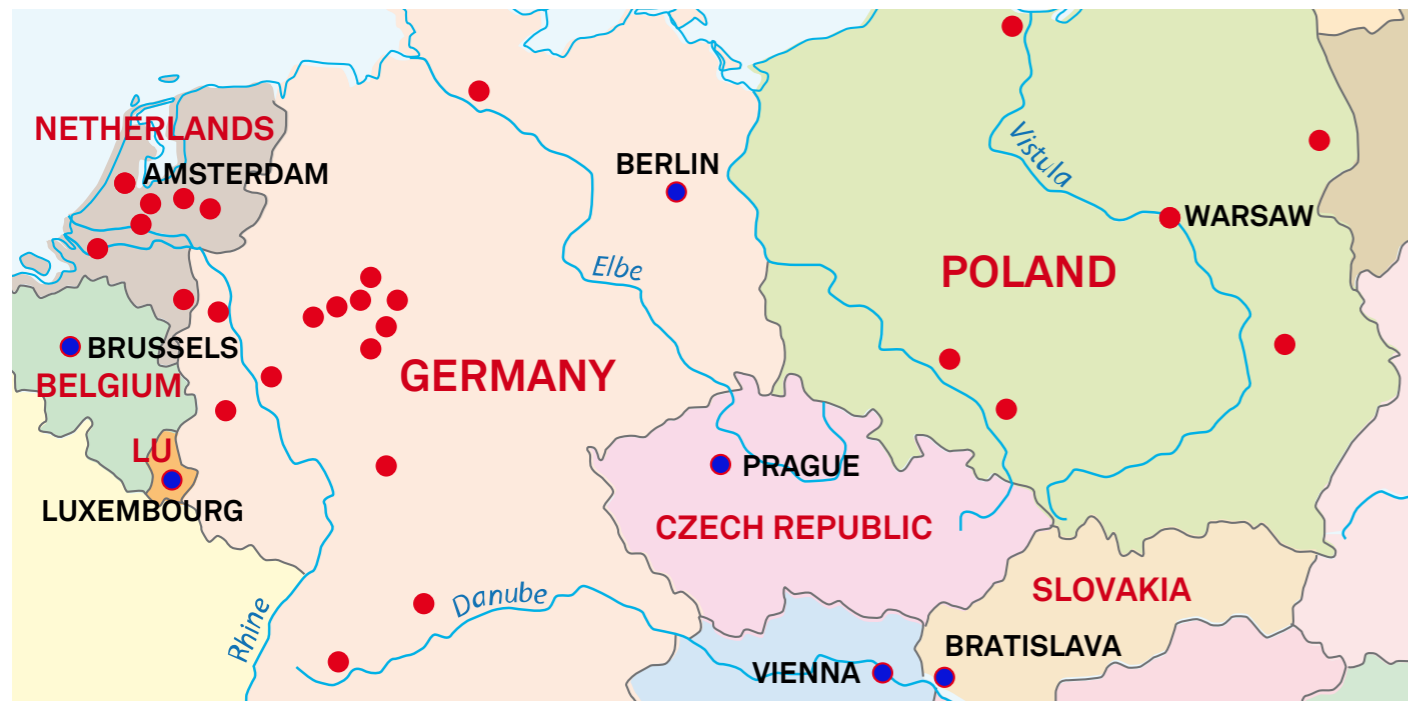 NETHERLANDS
AMSTERDAM
BERLIN
Vistula
WARSAW
Elbe
POLAND
BRUSSELS
BELGIUM
GERMANY
LU
LUXEMBOURG
PRAGUE
CZECH REPUBLIC
Rhine
Danube
SLOVAKIA
BRATISLAVA
VIENNA